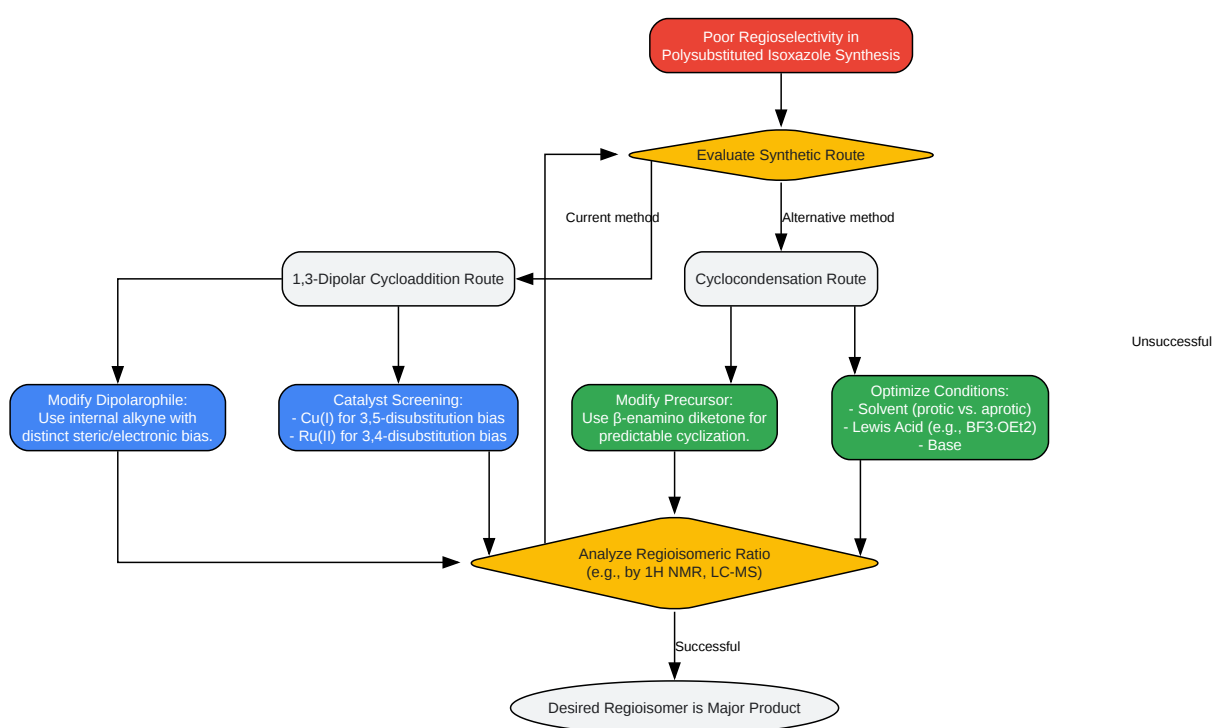 Poor Regioselectivity in
Polysubstituted Isoxazole Synthesis
Evaluate Synthetic Route
Current method
Alternative method
1,3-Dipolar Cycloaddition Route
Cyclocondensation Route
Unsuccessful
Modify Dipolarophile:
Use internal alkyne with
distinct steric/electronic bias.
Catalyst Screening:
- Cu(I) for 3,5-disubstitution bias
- Ru(II) for 3,4-disubstitution bias
Modify Precursor:
Use β-enamino diketone for
predictable cyclization.
Optimize Conditions:
- Solvent (protic vs. aprotic)
- Lewis Acid (e.g., BF3·OEt2)
- Base
Analyze Regioisomeric Ratio
(e.g., by 1H NMR, LC-MS)
Successful
Desired Regioisomer is Major Product